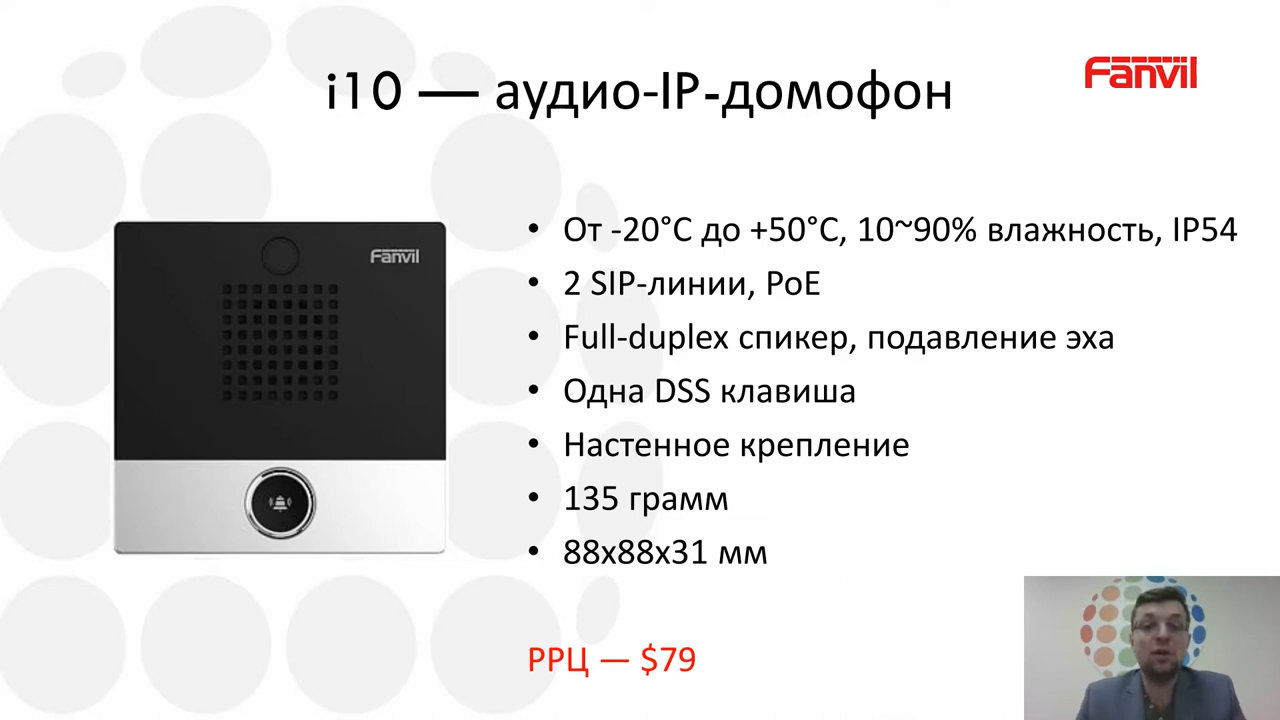 i10 — аудио-IP-домофон
Fanvil
Fanvil
• От -20°C до +50°C, 10~90% влажность, IP54
• 2 SIP-линии, PoE
• Full-duplex спикер, подавление эха
• Одна DSS клавиша
• Настенное крепление
• 135 грамм
• 88x88x31 мм
РРЦ — $79